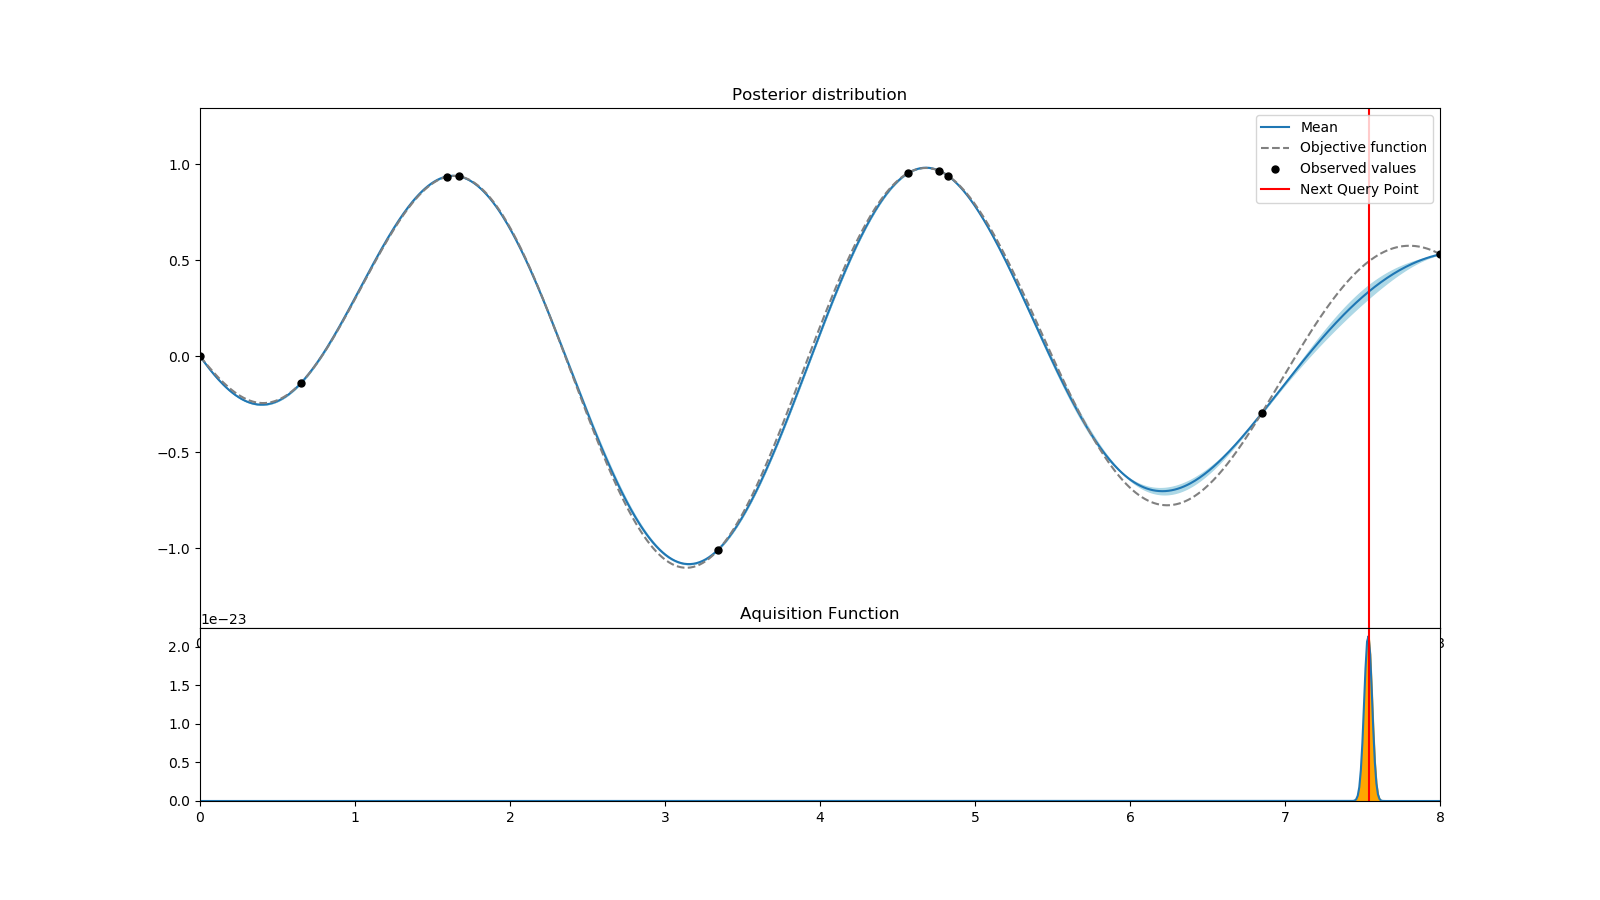 Posterior distribution
Mean
Objective function
Observed values
Next Query Point
1.0
0.5
0.0
−0.5
−1.0
1e−23
Aquisition Function
2.0
1.5
1.0
0.5
0.0
0 1 2 3 4 5 6 7 8